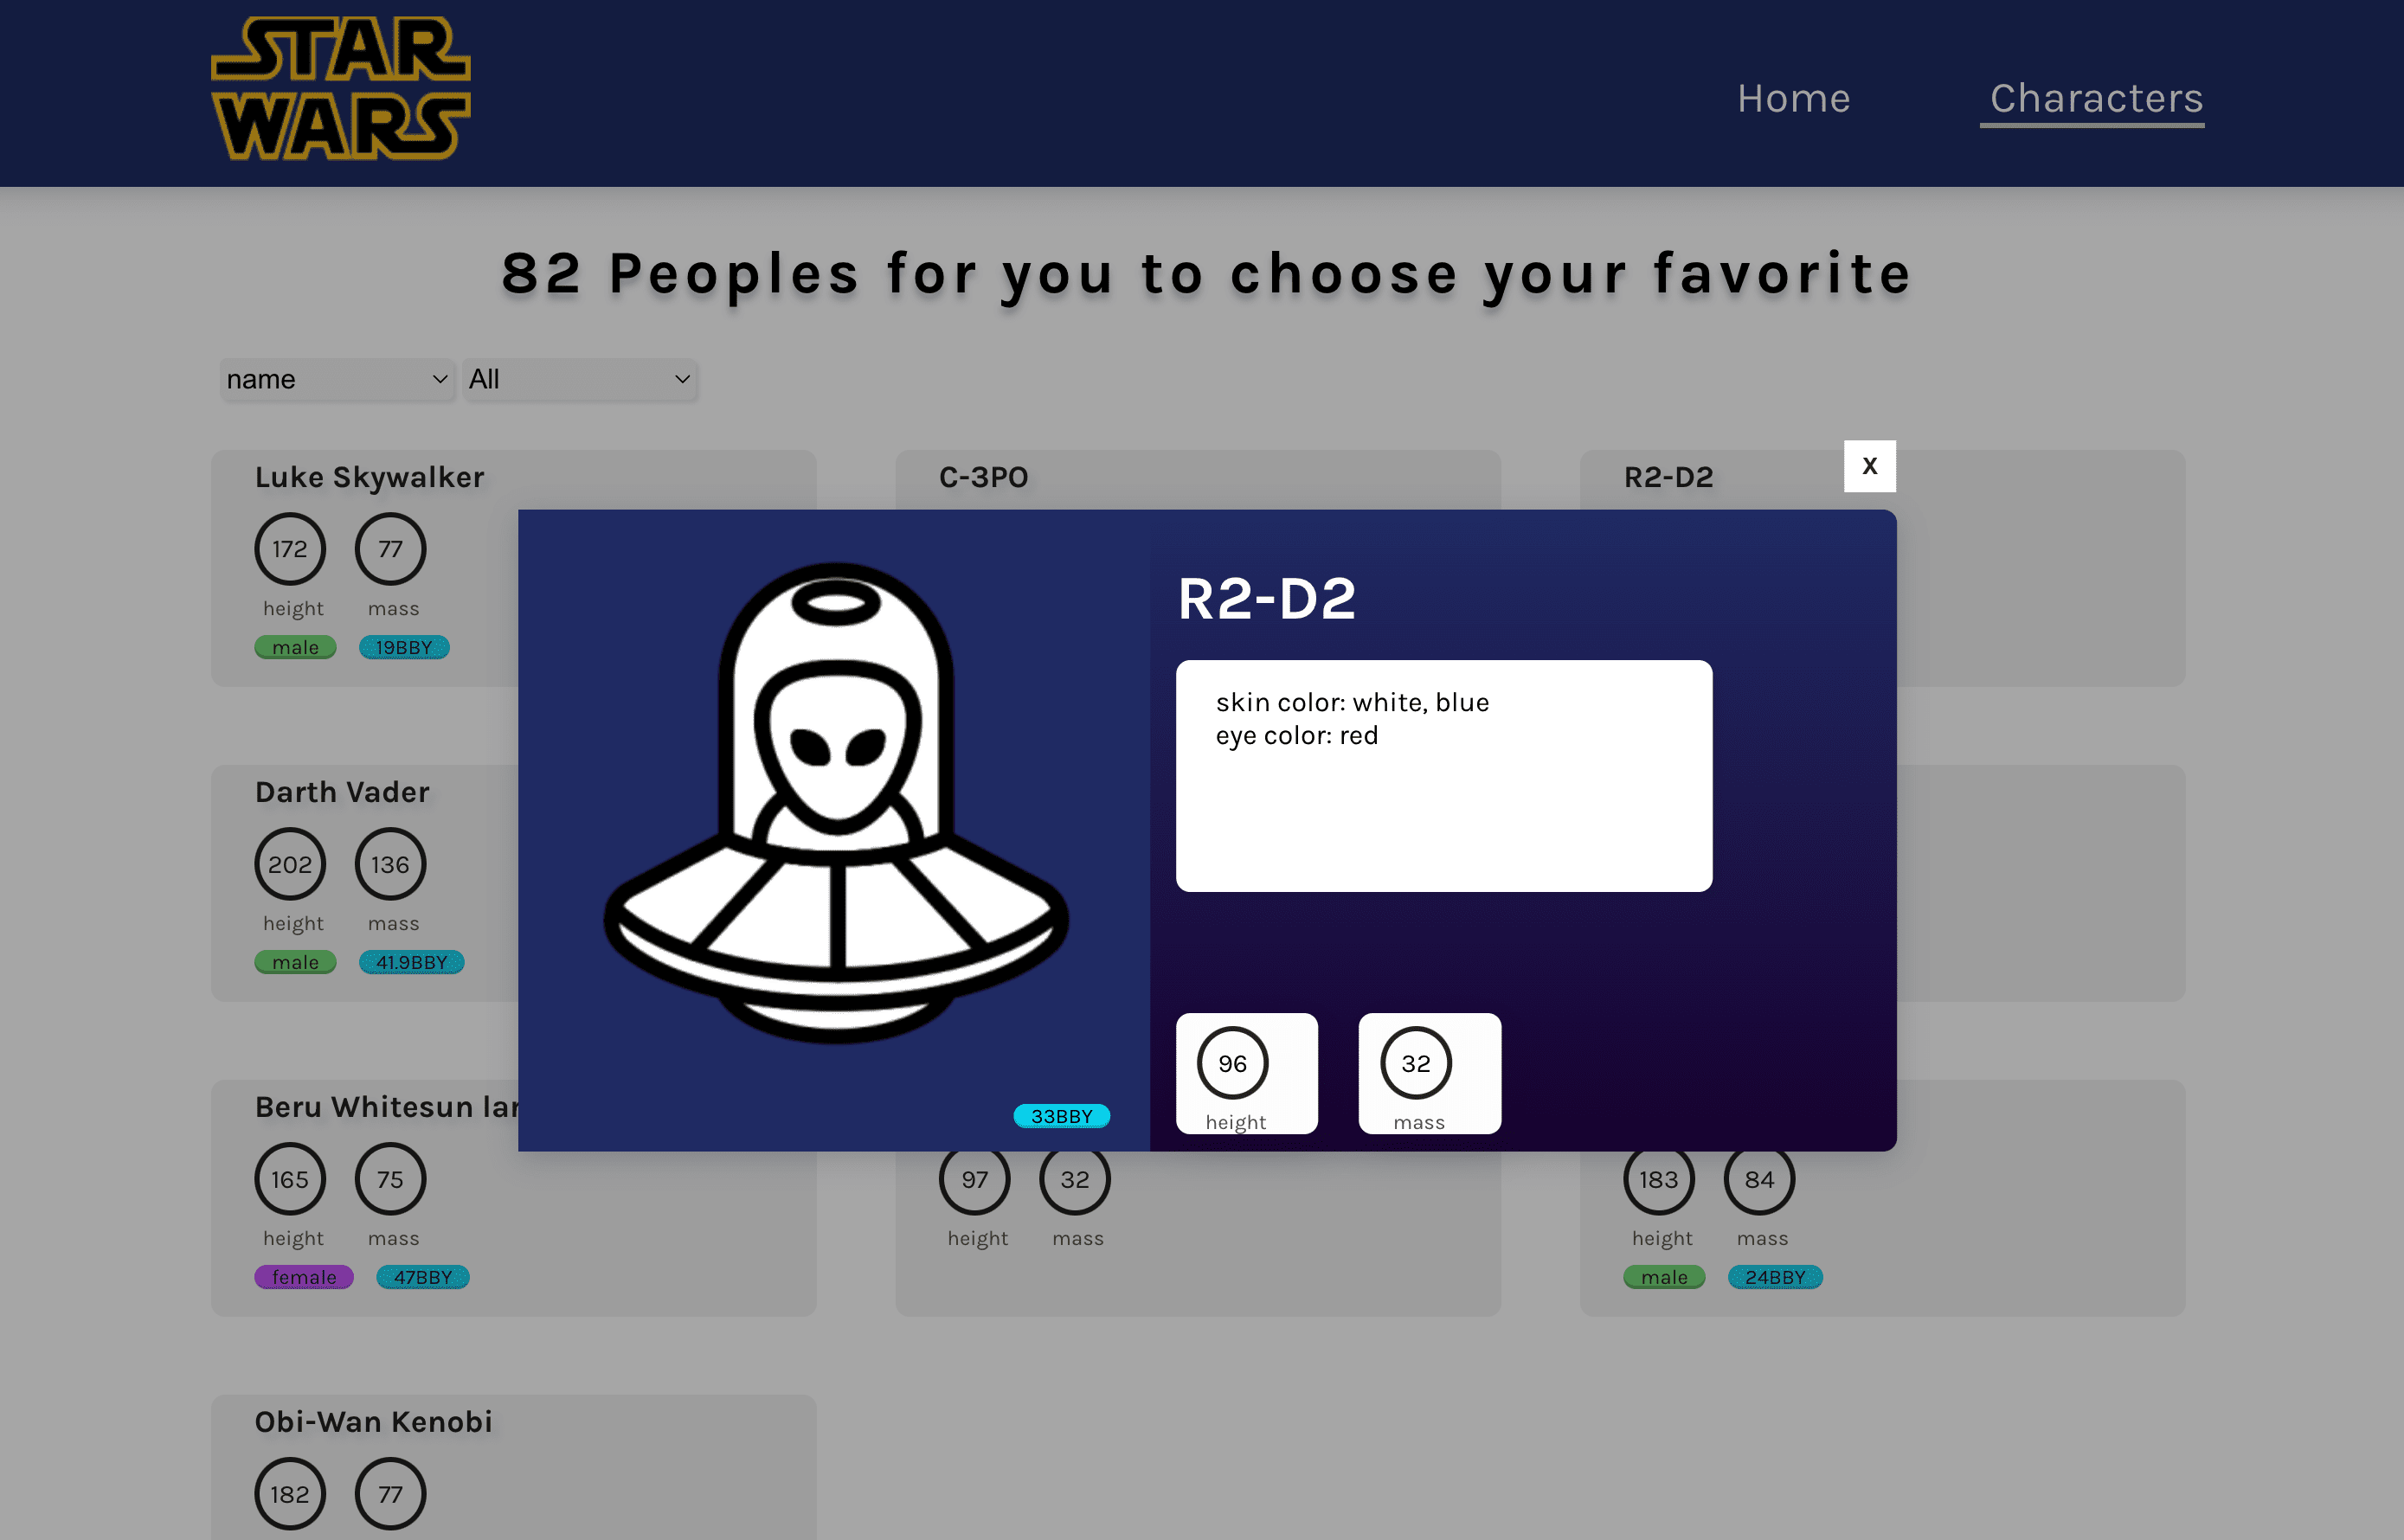 STAR
WARS
Home
Characters
82 Peoples for you to choose your favorite
name
All
X
Luke Skywalker
172
77
height
mass
male
19BBY
C-3PO
R2-D2
R2-D2
skin color: white, blue
eye color: red
96
height
32
mass
33BBY
Darth Vader
202
136
height
mass
male
41.9BBY
Beru Whitesun
165
75
height
mass
female
47BBY
97
32
height
mass
183
84
height
mass
male
24BBY
Obi-Wan Kenobi
182
77